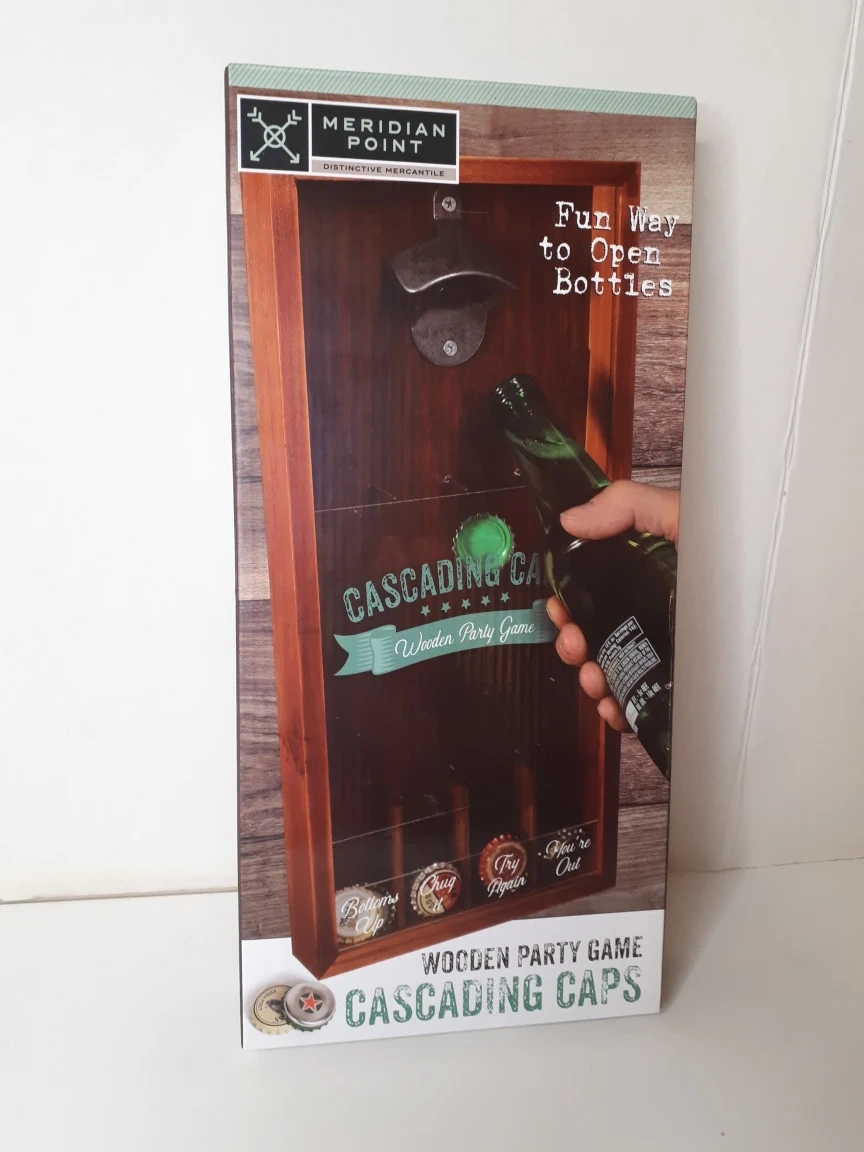 MERIDIAN
POINT
DISTINCTIVE MERCANTILE
Fun Way
to Open
Bottles
CASCADING CA
Wooden Party Game
Bottoms
Up
Chug
it
Try
Again
You're
Out
WOODEN PARTY GAME
CASCADING CAPS